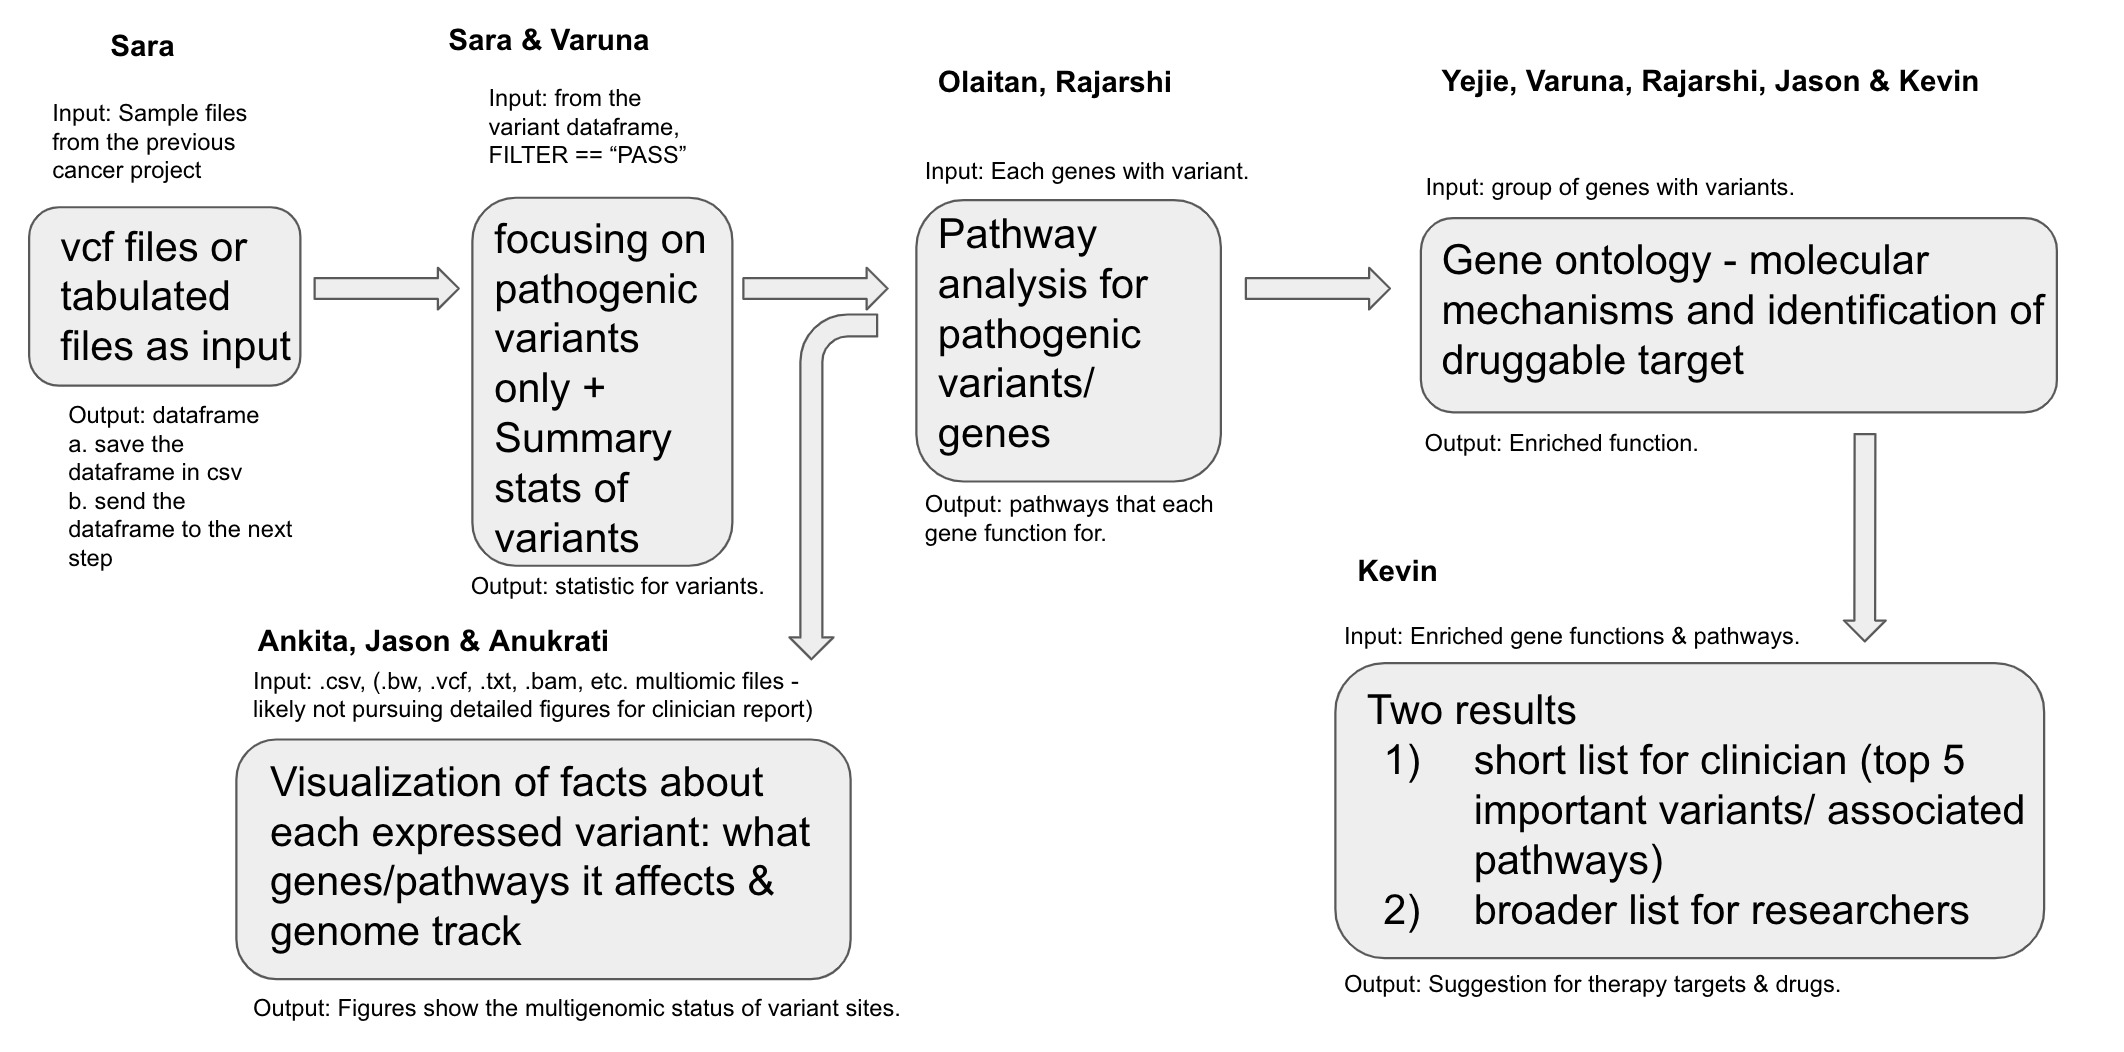 Sara
Input: Sample files
from the previous
cancer project
vcf files or
tabulated
files as input
Output: dataframe
a. save the
dataframe in csv
b. send the
dataframe to the next
step
Sara & Varuna
Input: from the
variant dataframe,
FILTER == “PASS”
focusing on
pathogenic
variants
only +
Summary
stats of
variants
Output: statistic for variants.
Olaitan, Rajarshi
Input: Each genes with variant.
Pathway
analysis for
pathogenic
variants/
genes
Output: pathways that each
gene function for.
Yejie, Varuna, Rajarshi, Jason & Kevin
Input: group of genes with variants.
Gene ontology - molecular
mechanisms and identification of
druggable target
Output: Enriched function.
Ankita, Jason & Anukrati
Input: .csv, (.bw, .vcf, .txt, .bam, etc. multiomic files -
likely not pursuing detailed figures for clinician report)
Visualization of facts about
each expressed variant: what
genes/pathways it affects &
genome track
Output: Figures show the multigenomic status of variant sites.
Kevin
Input: Enriched gene functions & pathways.
Two results
1) short list for clinician (top 5
important variants/ associated
pathways)
2) broader list for researchers
Output: Suggestion for therapy targets & drugs.